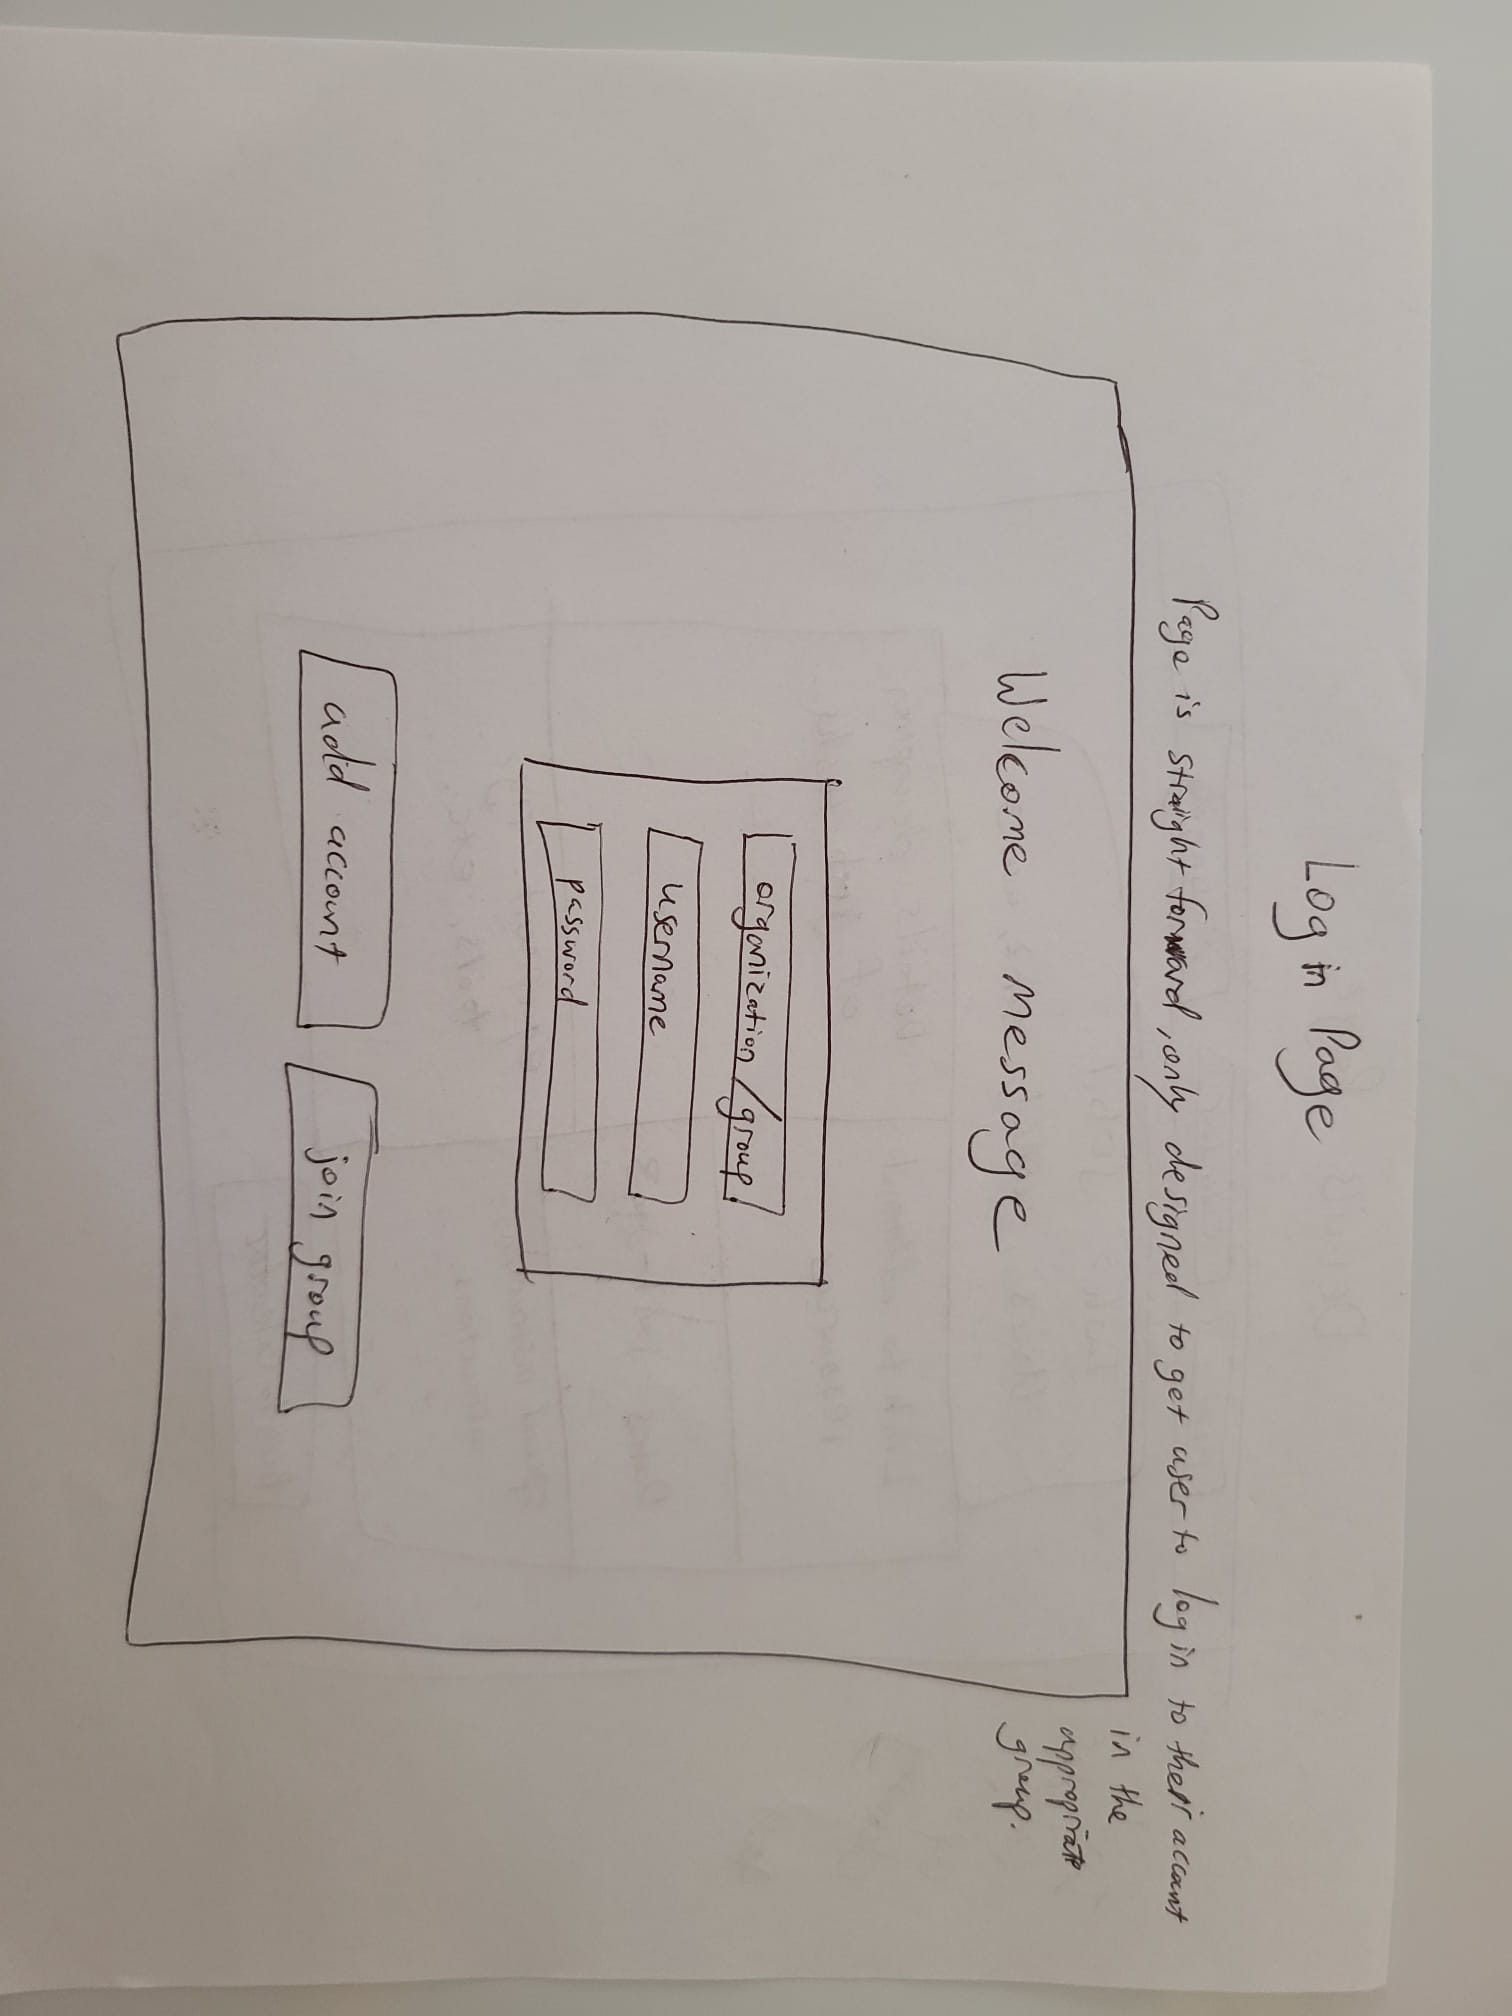 Log in Page
Page is straight forward, only designed to get user to log in to their account
in the
appropriate
group.
Welcome message
organization/group
username
password
add account
join group